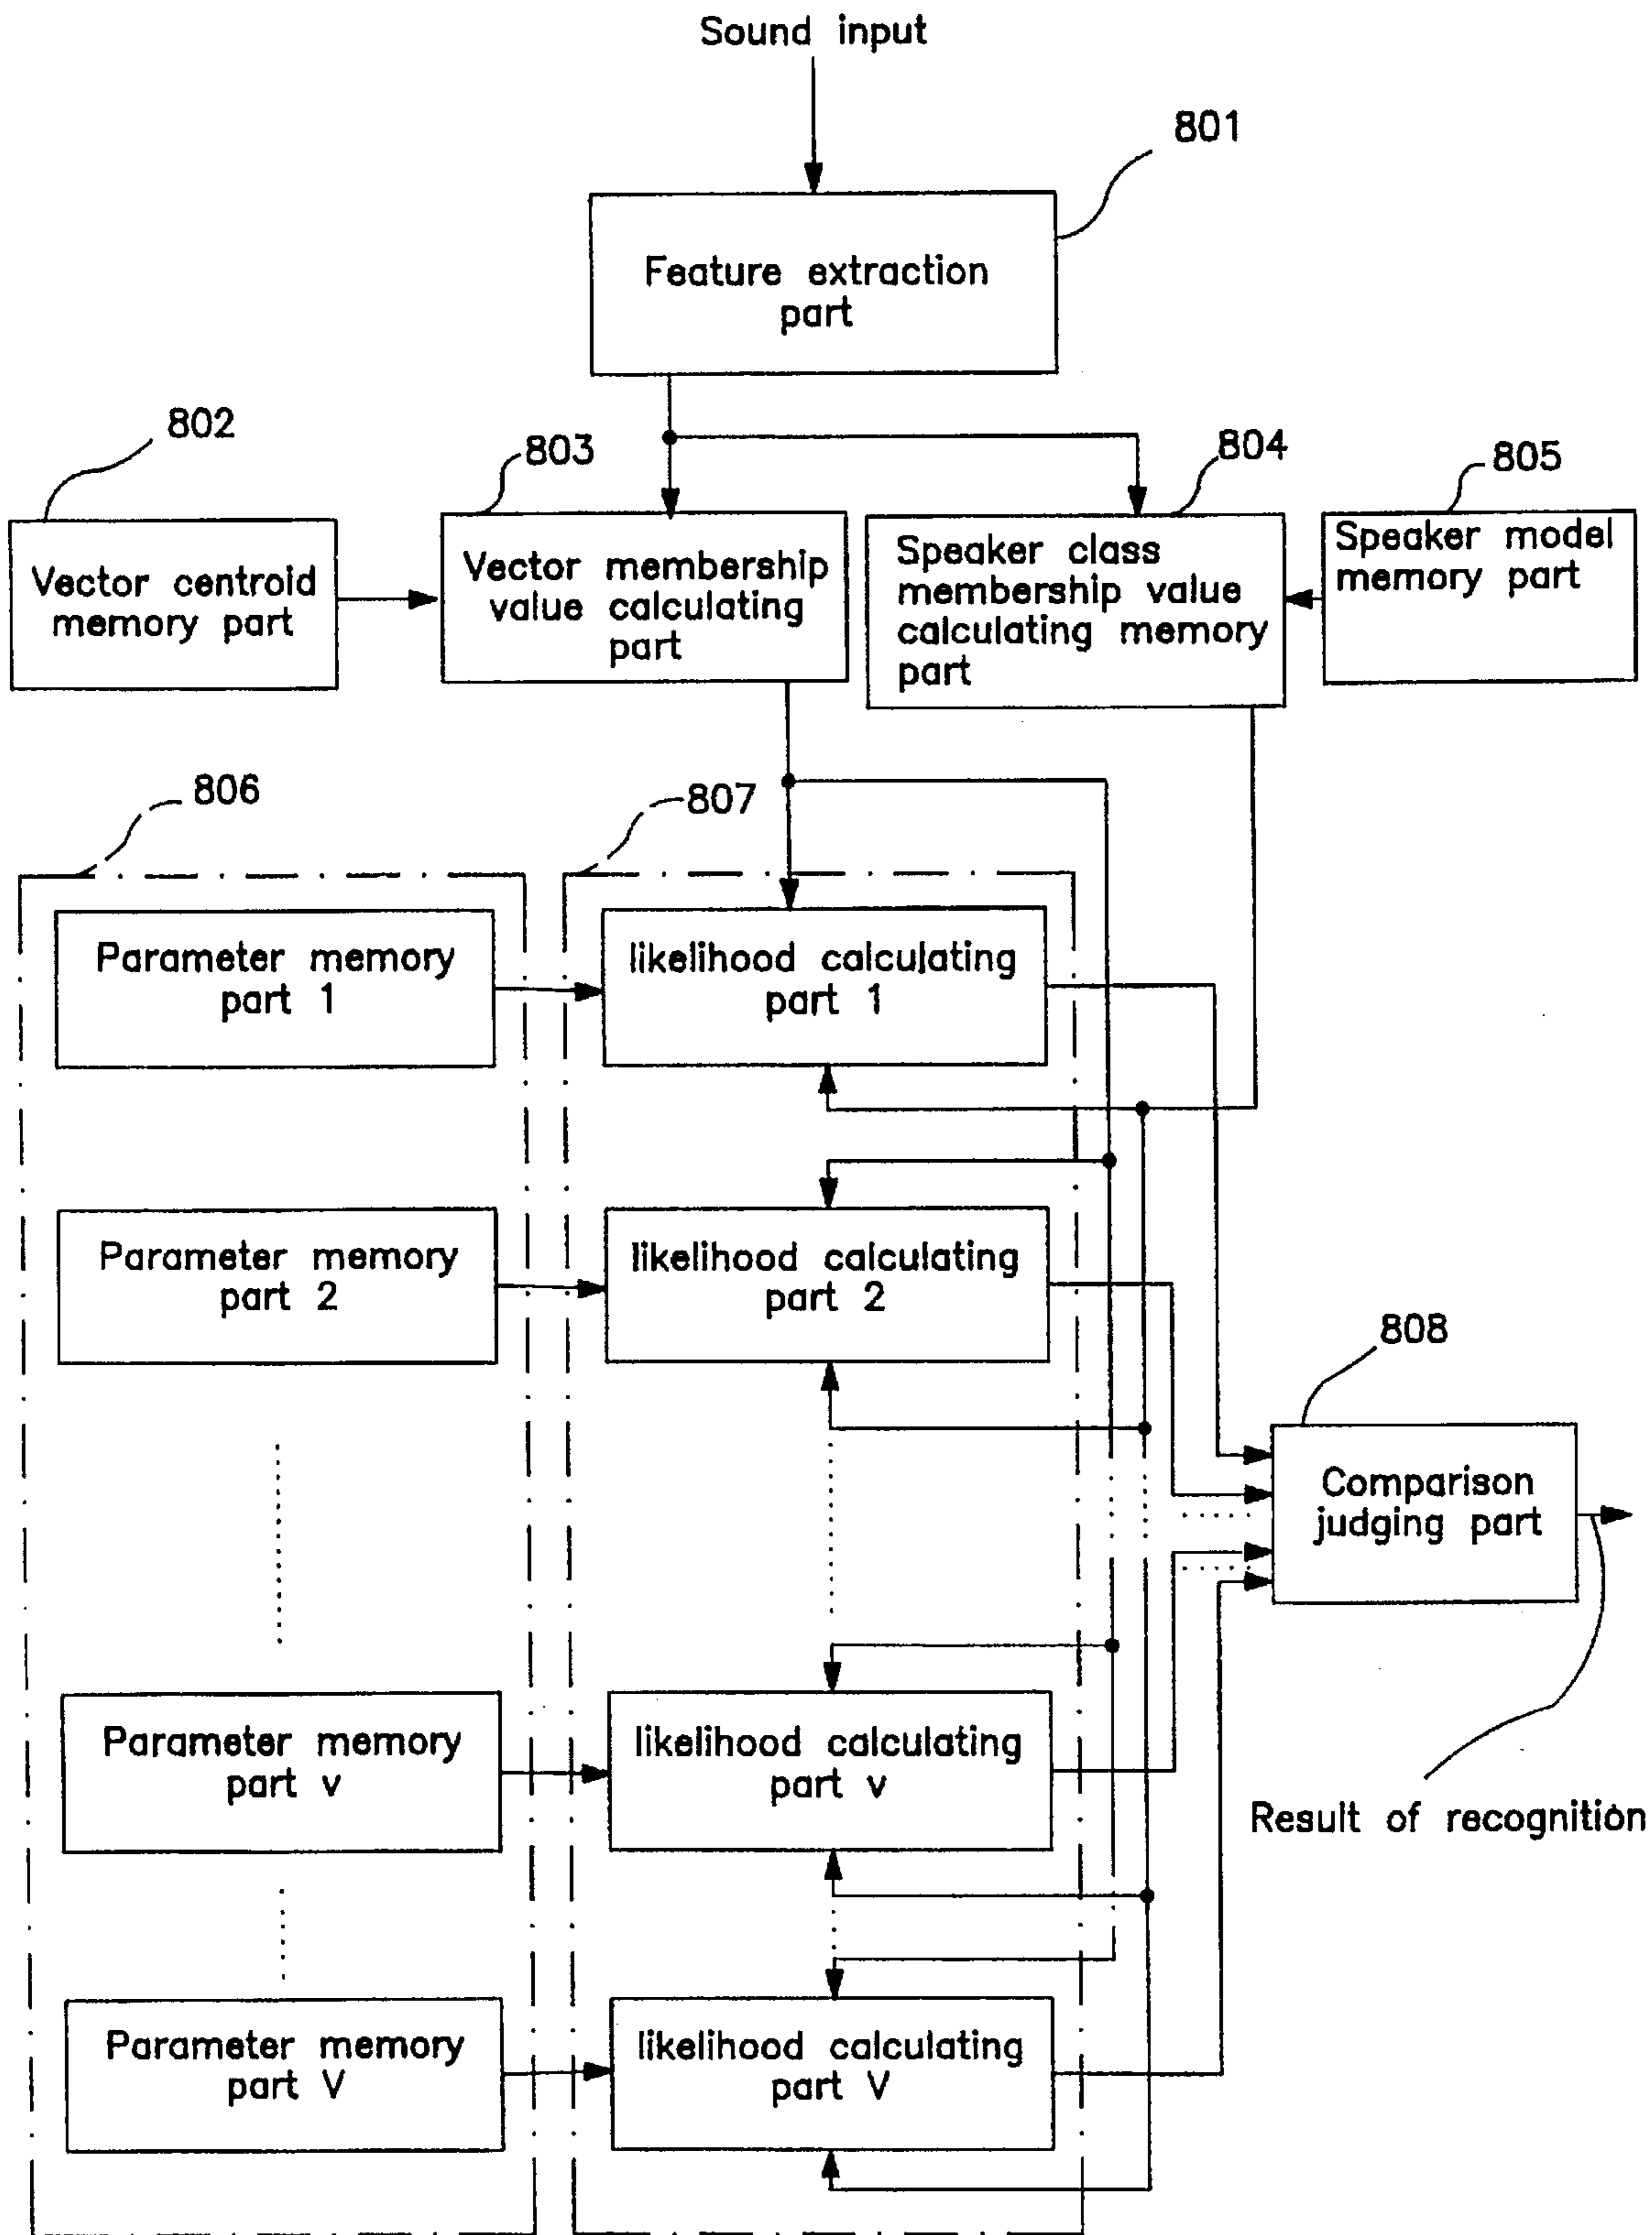 Sound input
801
Feature extraction
part
802
803
804
805
Vector centroid
memory part
Vector membership
value calculating
part
Speaker class
membership value
calculating memory
part
Speaker model
memory part
806
807
Parameter memory
part 1
likelihood calculating
part 1
Parameter memory
part 2
likelihood calculating
part 2
808
Comparison
judging part
Parameter memory
part v
likelihood calculating
part v
Result of recognition
Parameter memory
part V
likelihood calculating
part V